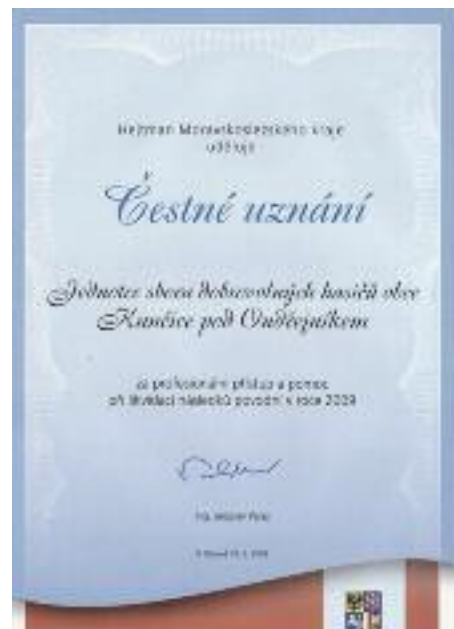 Hejtman Moravskoslezského kraje
uděluje
Čestné uznání
Jednotce sboru dobrovolných hasičů obce
Kunčice pod Ondřejníkem
za profesionální přístup a pomoc
při likvidaci následků povodní v roce 2009